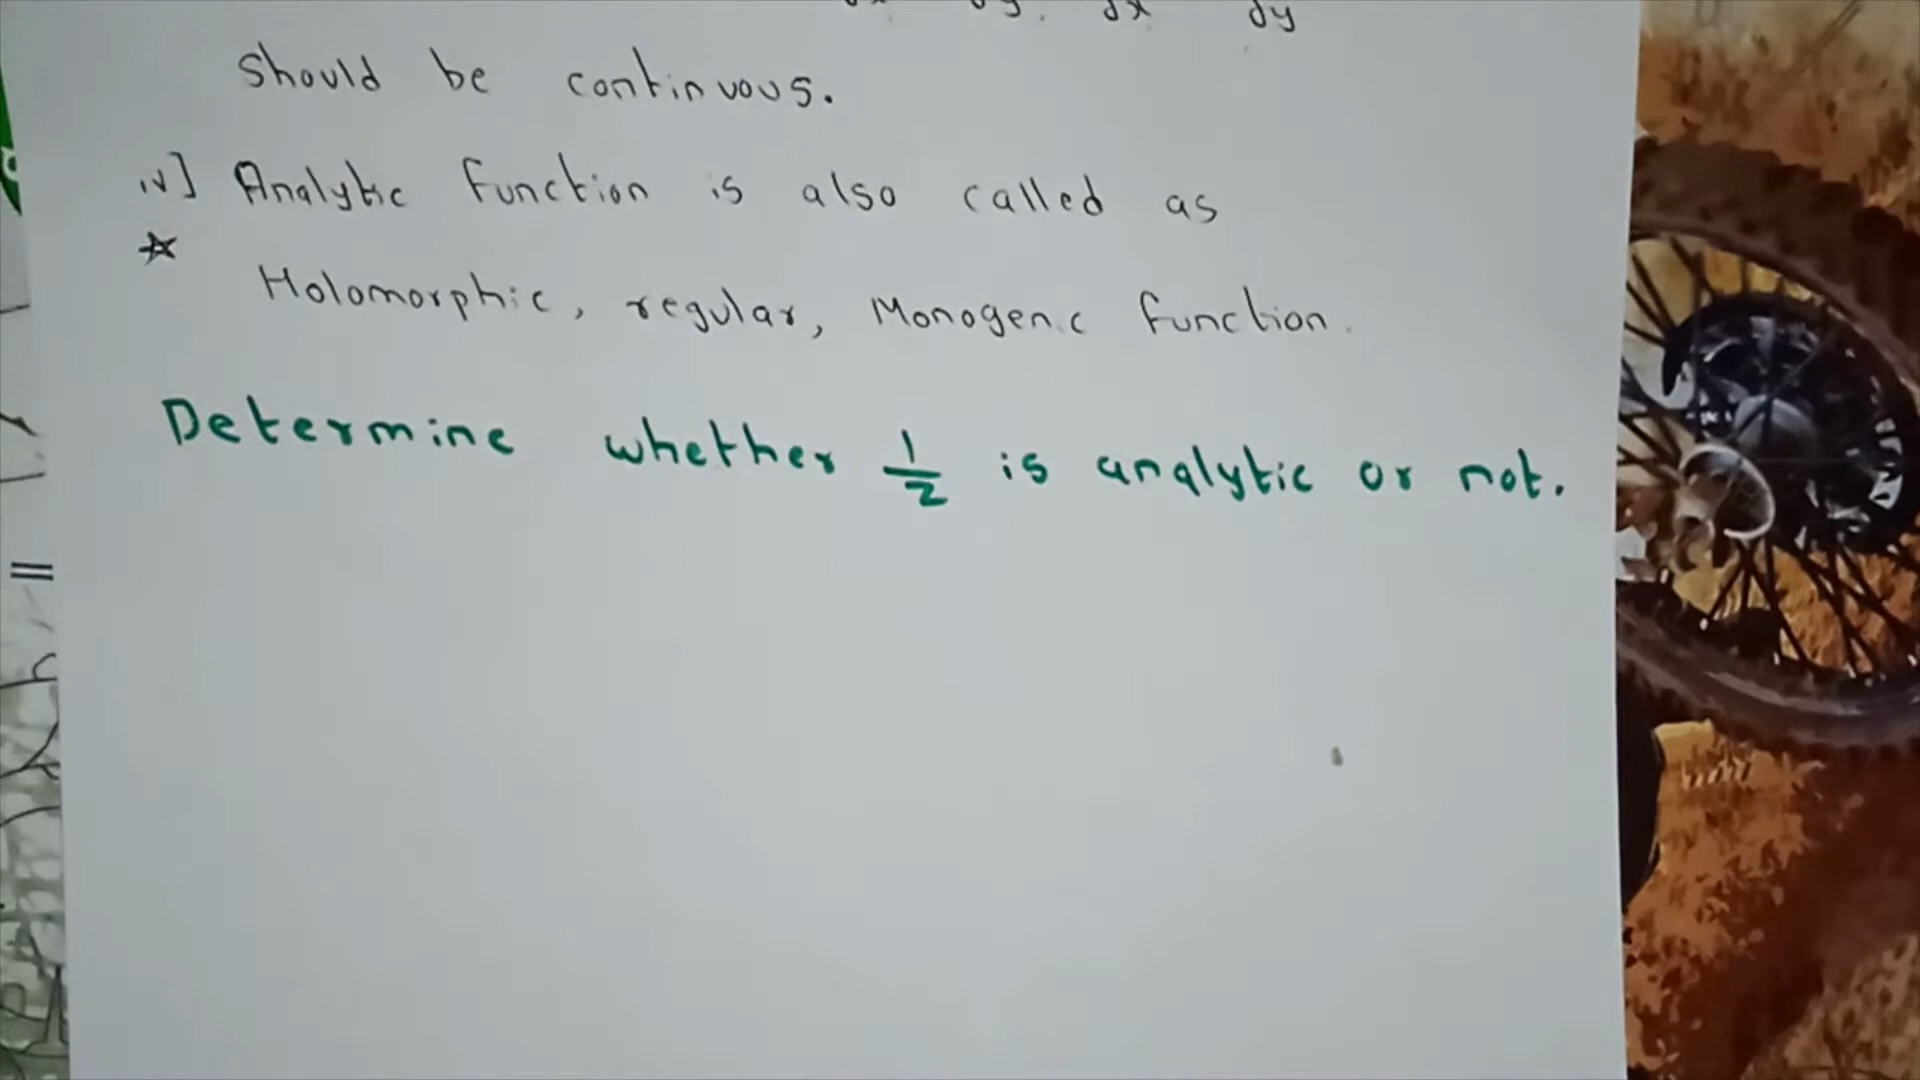 ∂y ∂x ∂y
should be continuous.
iv] Analytic function is also called as
☆
Holomorphic, regular, Monogenic function.
Determine whether 1/z is analytic or not.